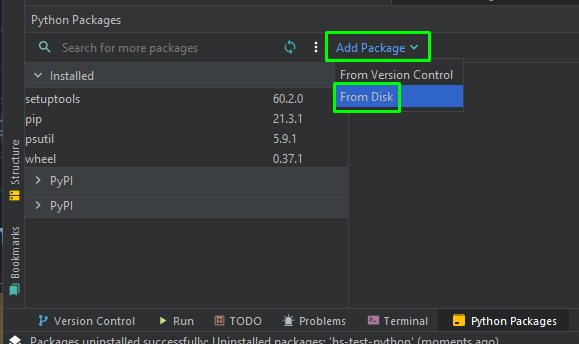 Python Packages
Search for more packages
Add Package
From Version Control
From Disk
Installed
setuptools 60.2.0
pip 21.3.1
psutil 5.9.1
wheel 0.37.1
PyPI
PyPI
Structure
Bookmarks
Version Control Run TODO Problems Terminal Python Packages
Packages uninstalled successfully: Uninstalled packages: 'hs-test-python' (moments ago)